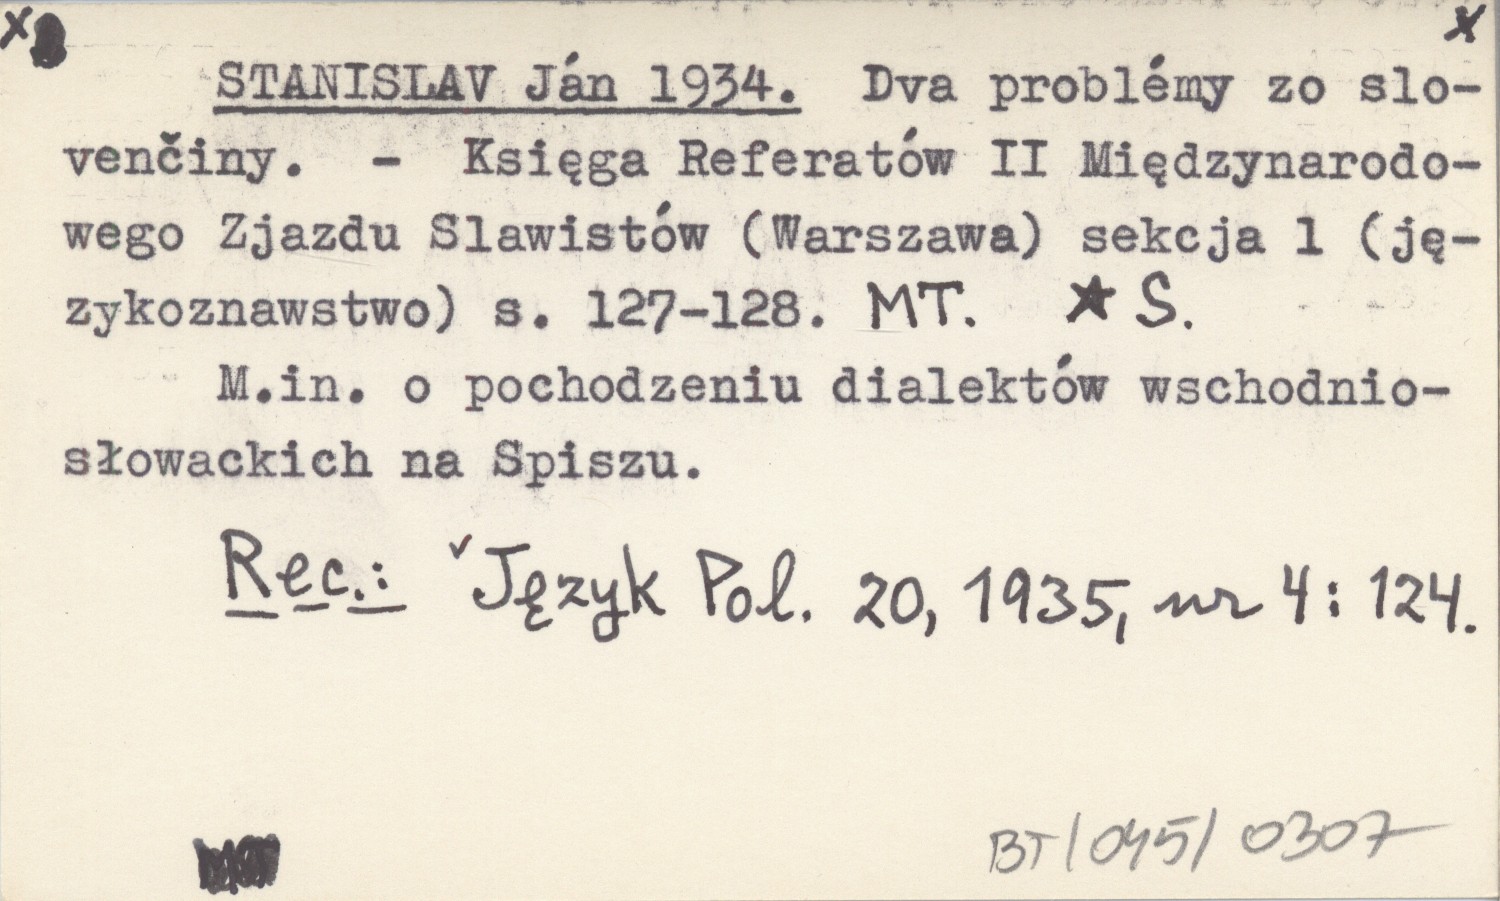 x x
STANISLAV Ján 1934. Dva problémy zo slo-
venčiny. - Księga Referatów II Międzynarodo-
wego Zjazdu Slawistów (Warszawa) sekcja 1 (ję-
zykoznawstwo) s. 127-128. MT. ★ S.
M.in. o pochodzeniu dialektów wschodnio-
słowackich na Spiszu.
Rec.: ˇJęzyk Pol. 20, 1935, nr 4 : 124.
BT/045/0307